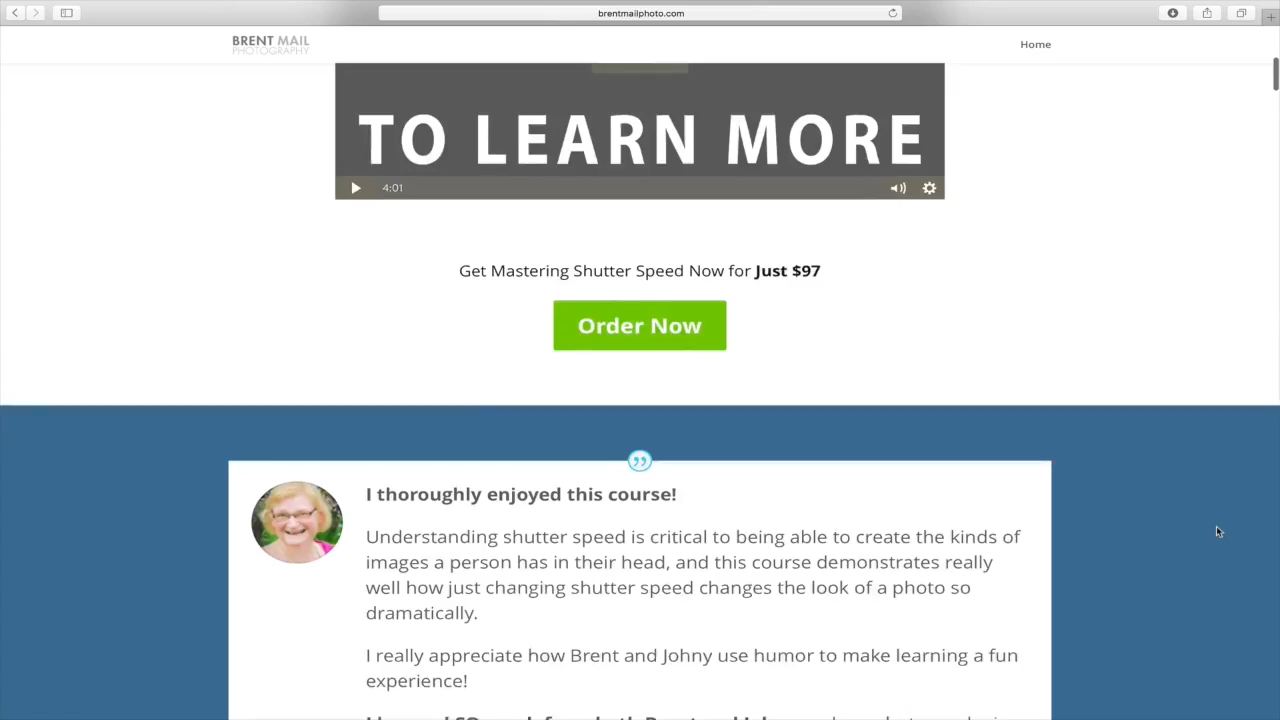 brentmailphoto.com
BRENT MAIL
PHOTOGRAPHY
Home
TO LEARN MORE
4:01
Get Mastering Shutter Speed Now for Just $97
Order Now
I thoroughly enjoyed this course!
Understanding shutter speed is critical to being able to create the kinds of
images a person has in their head, and this course demonstrates really
well how just changing shutter speed changes the look of a photo so
dramatically.
I really appreciate how Brent and Johny use humor to make learning a fun
experience!